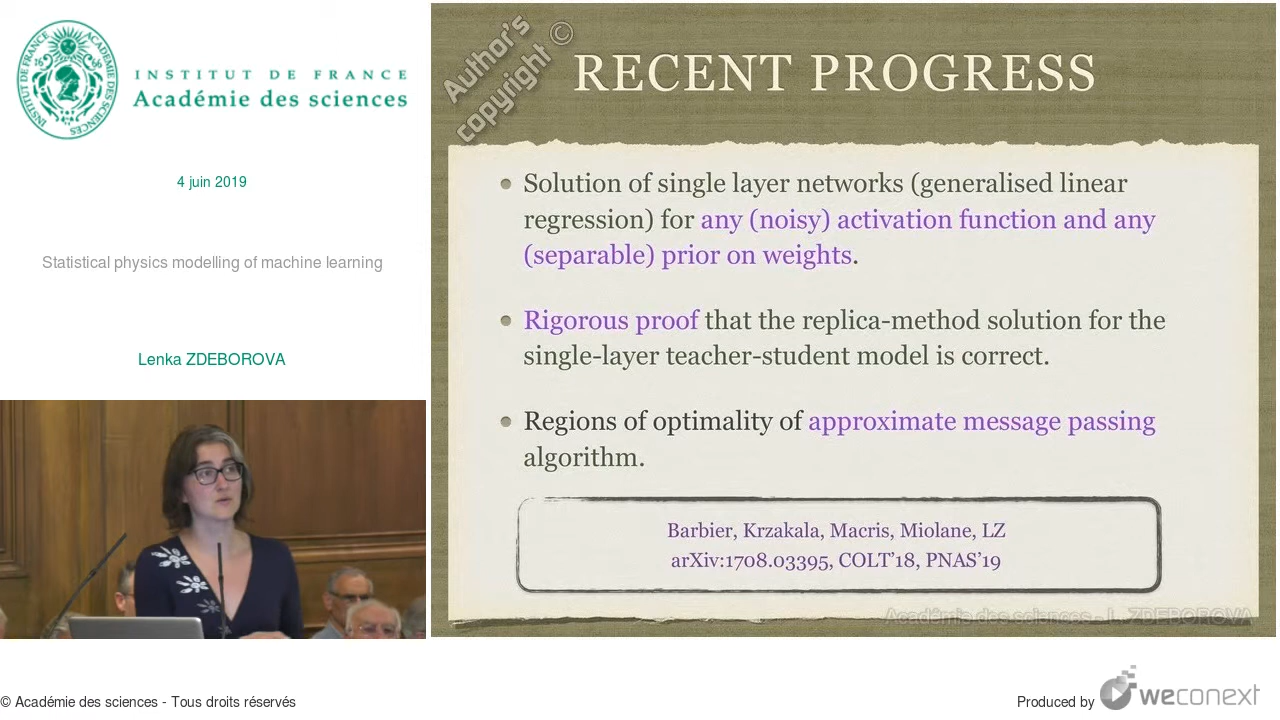 INSTITUT DE FRANCE
Académie des sciences
4 juin 2019
Statistical physics modelling of machine learning
Lenka ZDEBOROVA
Author's copyright ©
RECENT PROGRESS
Solution of single layer networks (generalised linear
regression) for any (noisy) activation function and any
(separable) prior on weights.
Rigorous proof that the replica-method solution for the
single-layer teacher-student model is correct.
Regions of optimality of approximate message passing
algorithm.
Barbier, Krzakala, Macris, Miolane, LZ
arXiv:1708.03395, COLT'18, PNAS'19
Académie des sciences - L. ZDEBOROVA
© Académie des sciences - Tous droits réservés
Produced by weconext